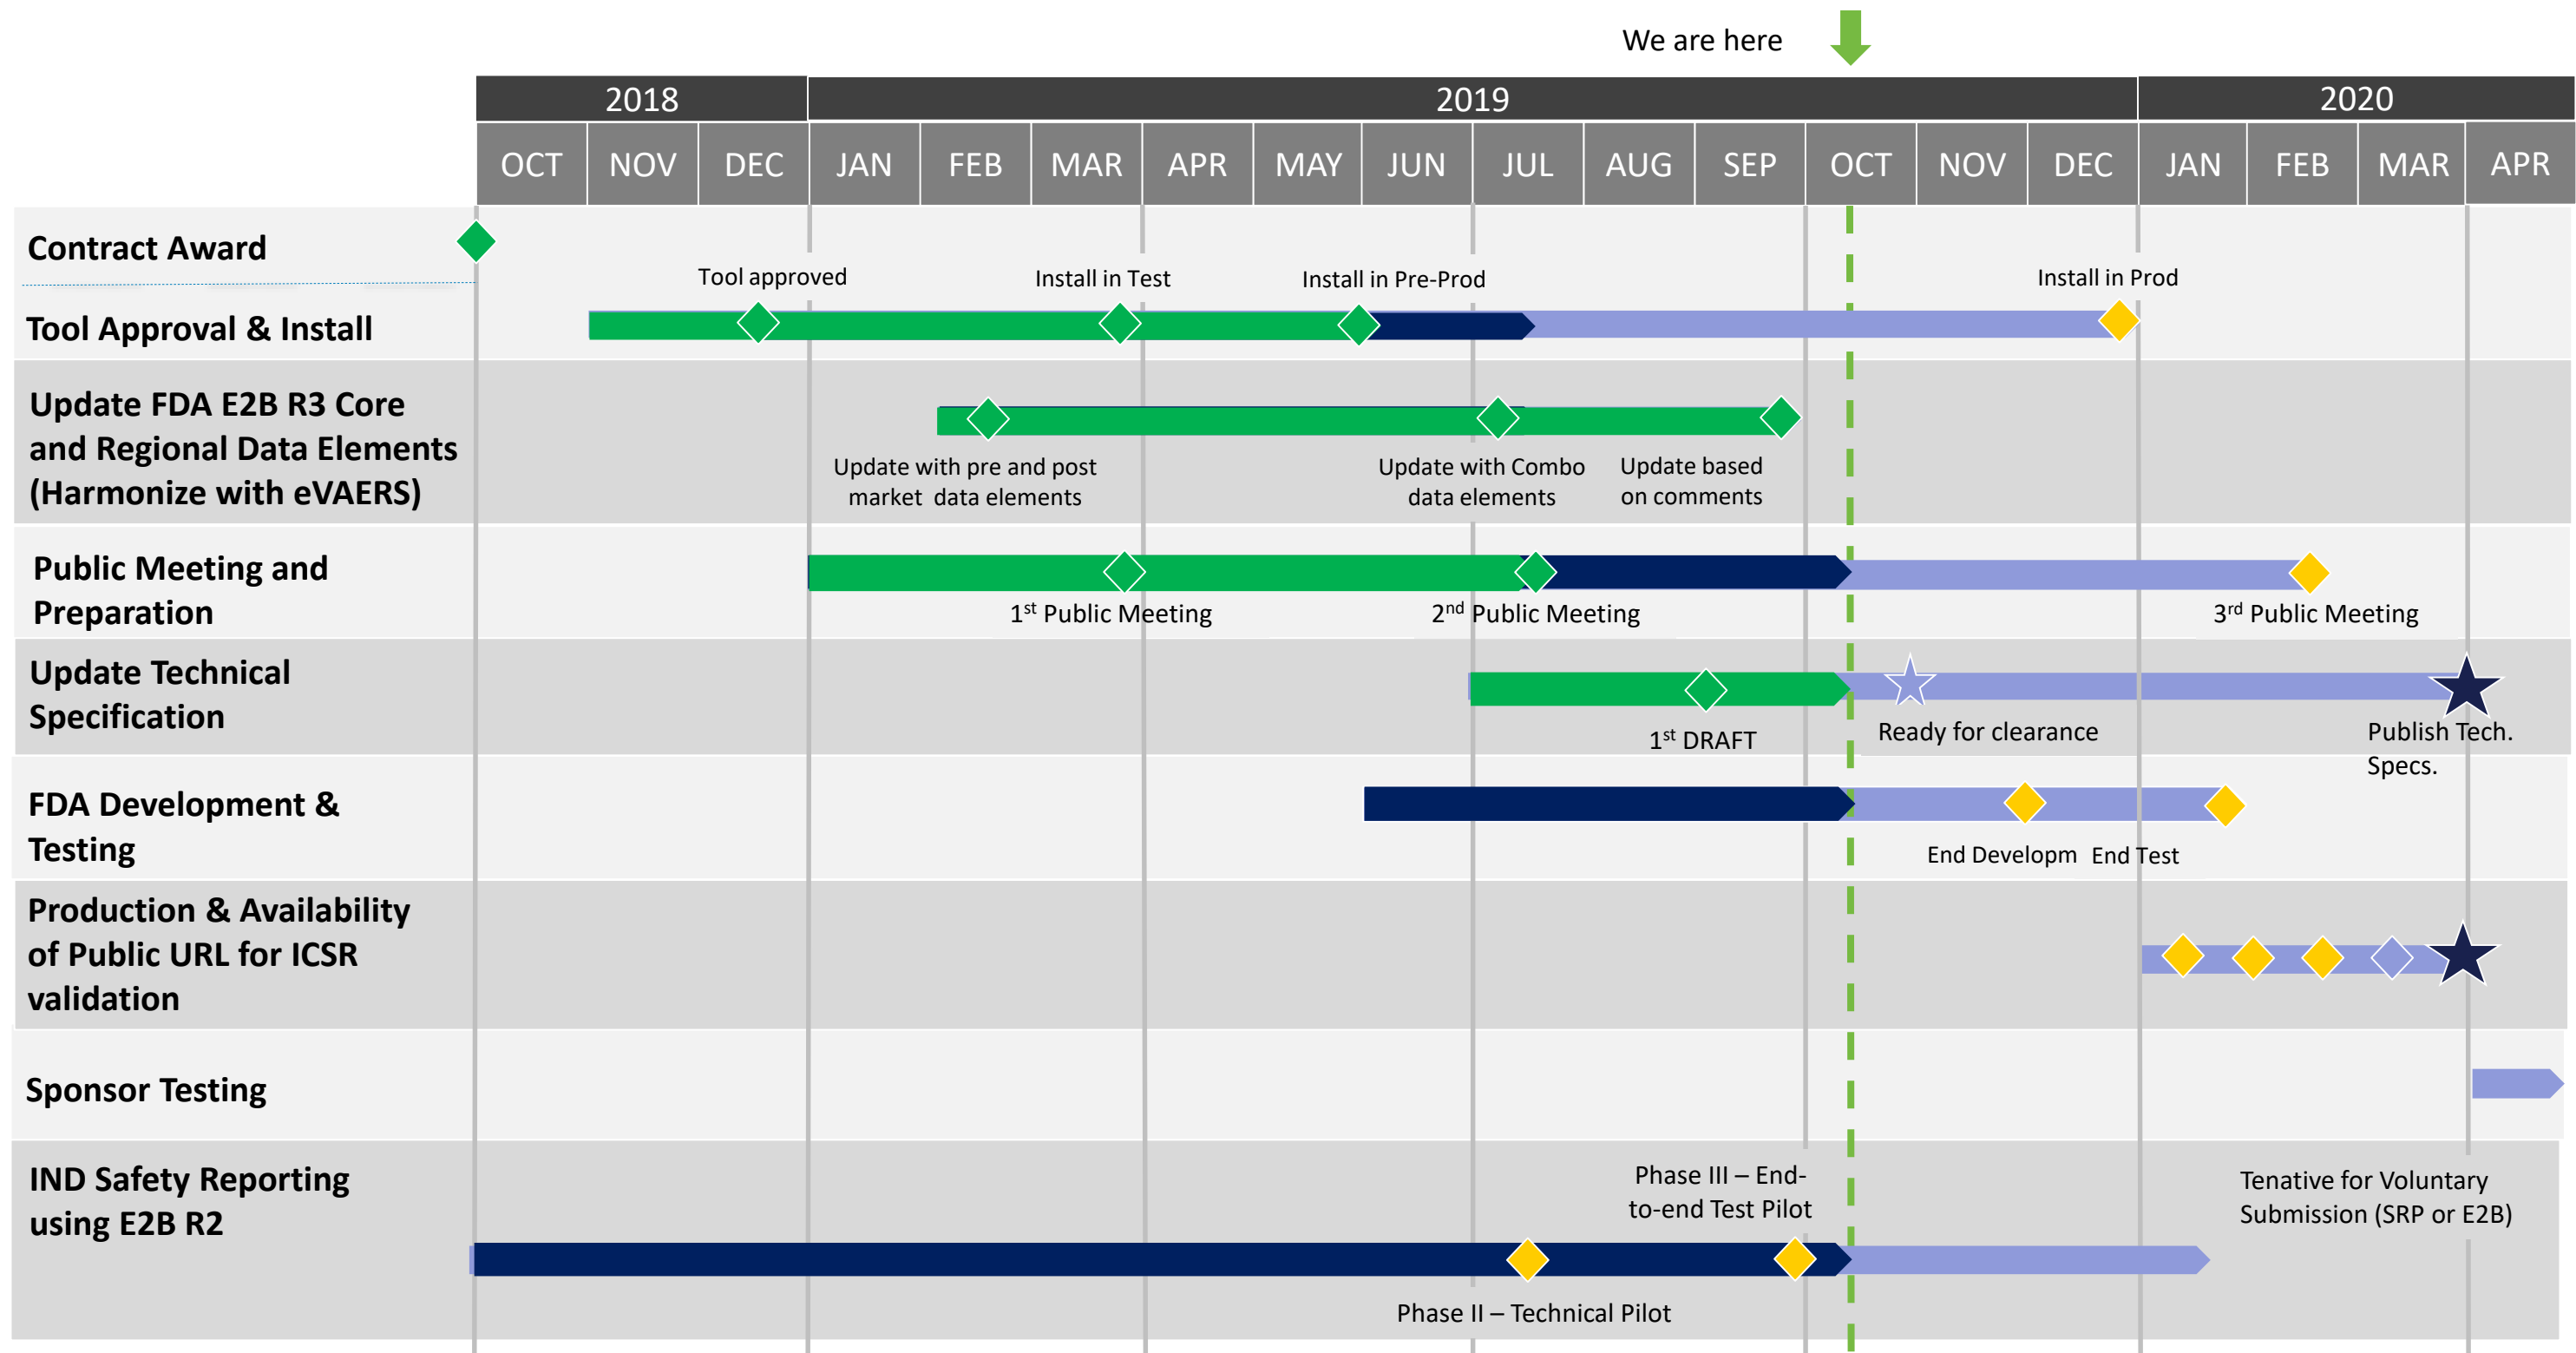 We are here
2018 2019 2020
OCT NOV DEC JAN FEB MAR APR MAY JUN JUL AUG SEP OCT NOV DEC JAN FEB MAR APR
Contract Award
Tool approved
Install in Test
Install in Pre-Prod
Install in Prod
Tool Approval & Install
Update FDA E2B R3 Core
and Regional Data Elements
(Harmonize with eVAERS)
Update with pre and post
market data elements
Update with Combo
data elements
Update based
on comments
Public Meeting and
Preparation
1st Public Meeting
2nd Public Meeting
3rd Public Meeting
Update Technical
Specification
1st DRAFT
Ready for clearance
Publish Tech.
Specs.
FDA Development &
Testing
End Developm
End Test
Production & Availability
of Public URL for ICSR
validation
Sponsor Testing
IND Safety Reporting
using E2B R2
Phase III – End-
to-end Test Pilot
Tenative for Voluntary
Submission (SRP or E2B)
Phase II – Technical Pilot